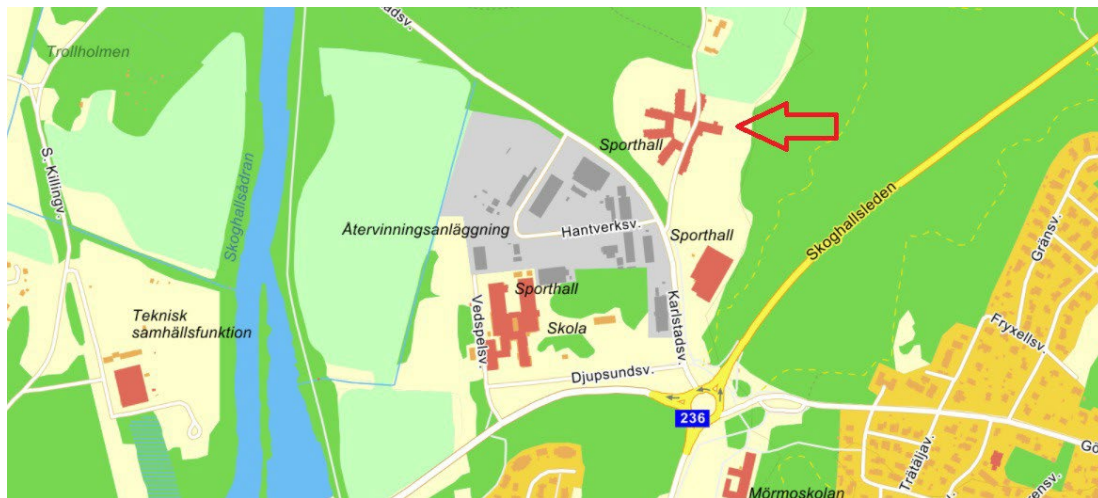 Trollholmen
S. Killingv.
Skoghallsådran
Sporthall
Återvinningsanläggning
Hantverksv.
Sporthall
Skoghallsleden
Gränsv.
Sporthall
Karlstadsv.
Vedspelsv.
Skola
Teknisk
samhällsfunktion
Fryxellsv.
Djupsundsv.
236
Trätäljav.
Mörmoskolan